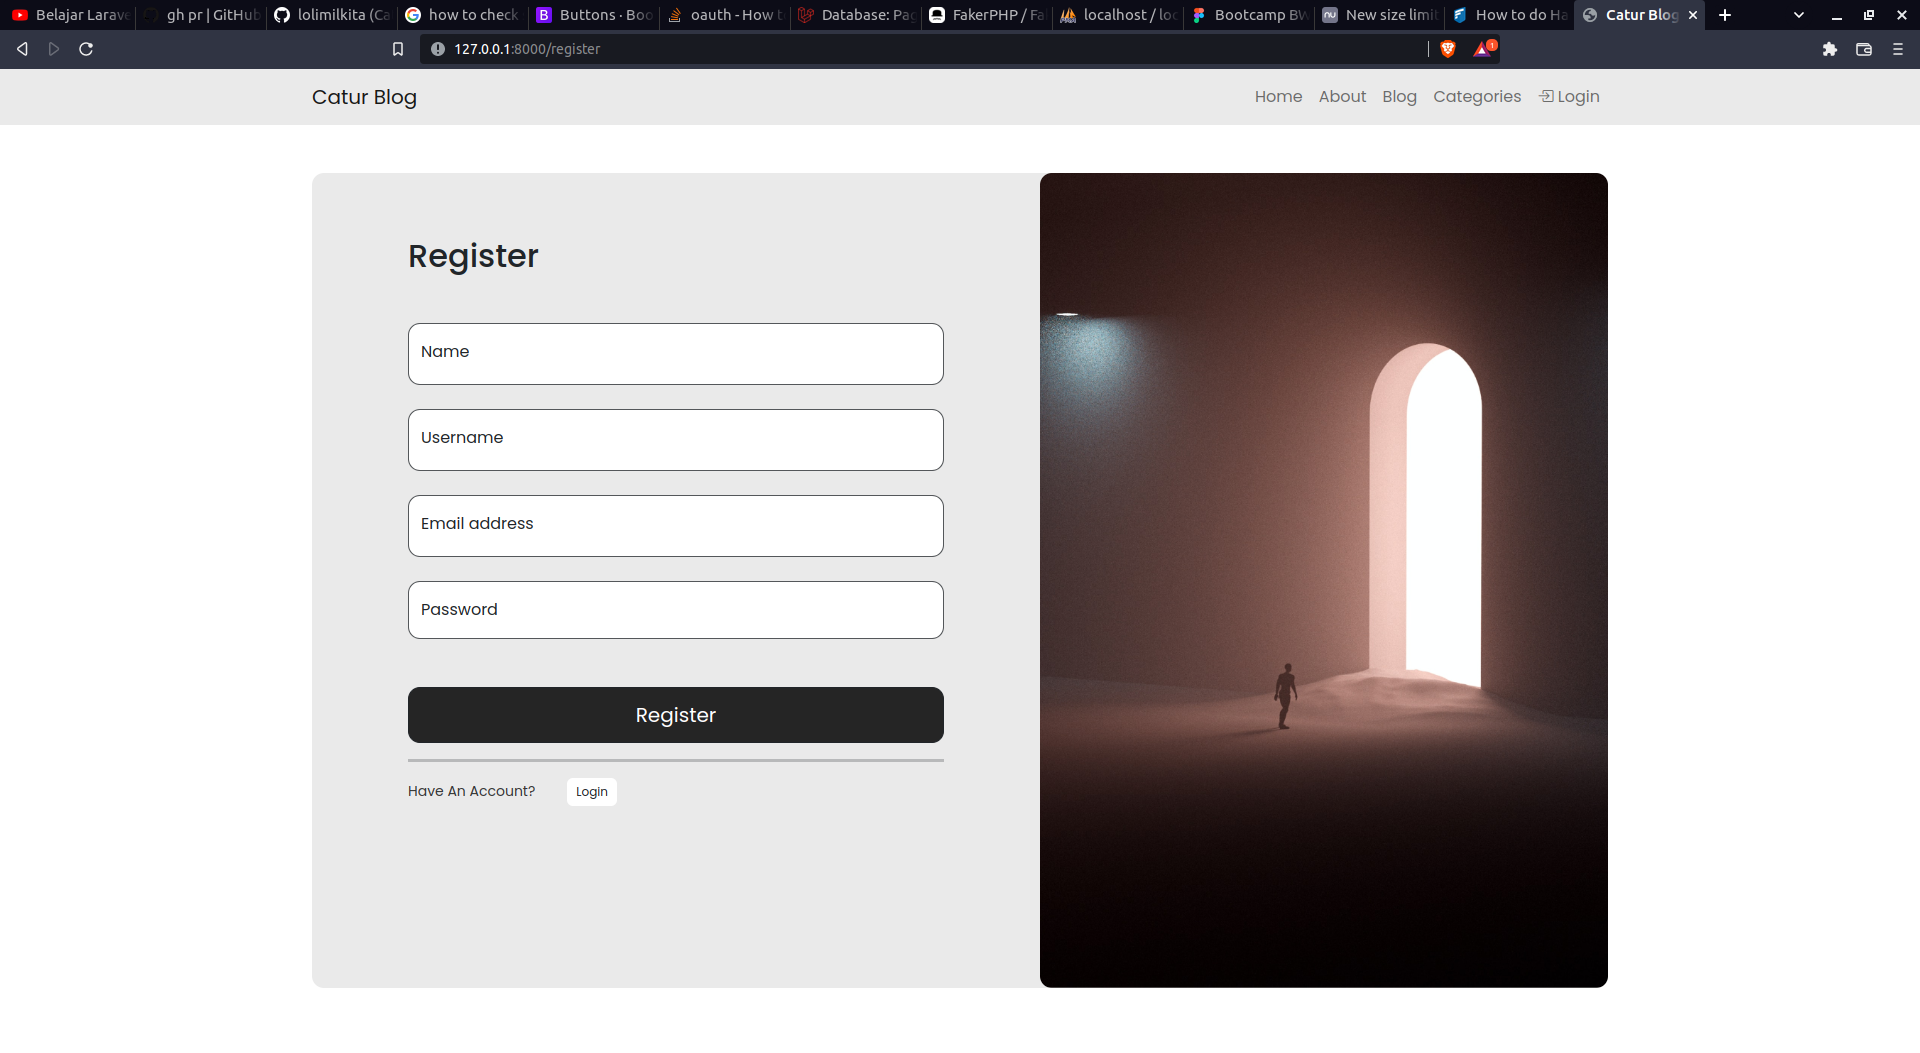 Belajar Larave
gh pr | GitHub
lolimilkita (Ca
how to check
Buttons · Boo
oauth - How t
Database: Pag
FakerPHP / Fa
localhost / loc
Bootcamp BW
New size limit
How to do Ha
Catur Blog
127.0.0.1:8000/register
1
Catur Blog
Home About Blog Categories Login
Register
Name
Username
Email address
Password
Register
Have An Account? Login